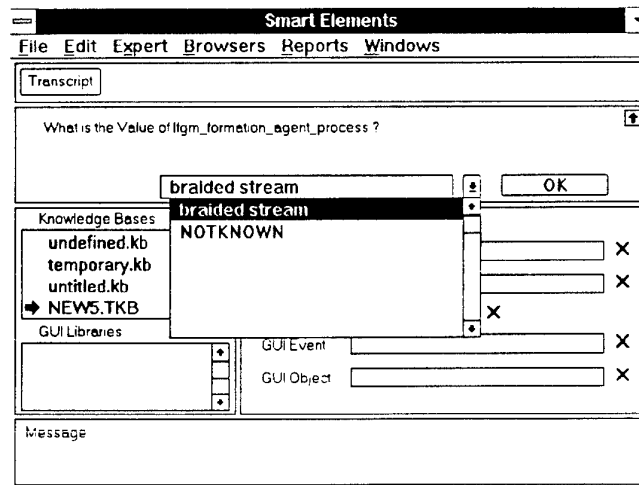 Smart Elements
File Edit Expert Browsers Reports Windows
Transcript
What is the Value of lfgm_formation_agent_process ?
braided stream
OK
braided stream
NOTKNOWN
Knowledge Bases
undefined.kb
temporary.kb
untitled.kb
NEW5.TKB
GUI Libraries
GUI Event
GUI Object
Message